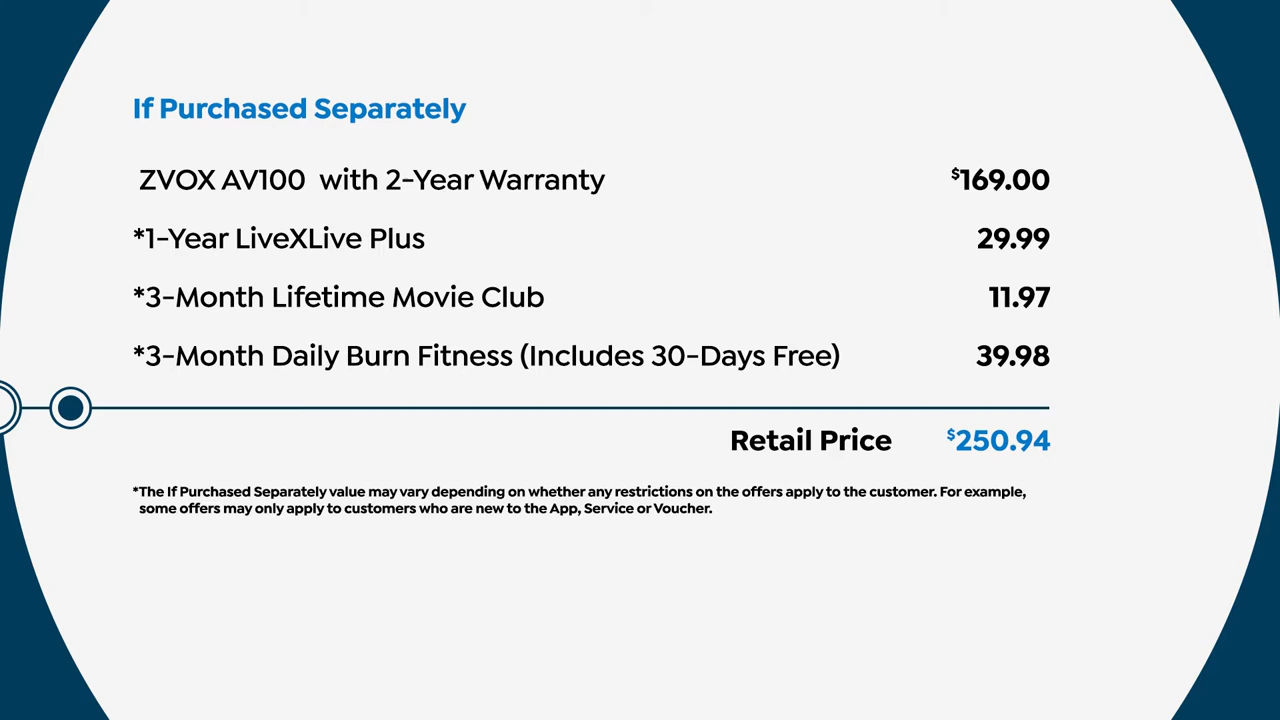 If Purchased Separately
ZVOX AV100 with 2-Year Warranty $169.00
*1-Year LiveXLive Plus 29.99
*3-Month Lifetime Movie Club 11.97
*3-Month Daily Burn Fitness (Includes 30-Days Free) 39.98
Retail Price $250.94
*The If Purchased Separately value may vary depending on whether any restrictions on the offers apply to the customer. For example,
some offers may only apply to customers who are new to the App, Service or Voucher.